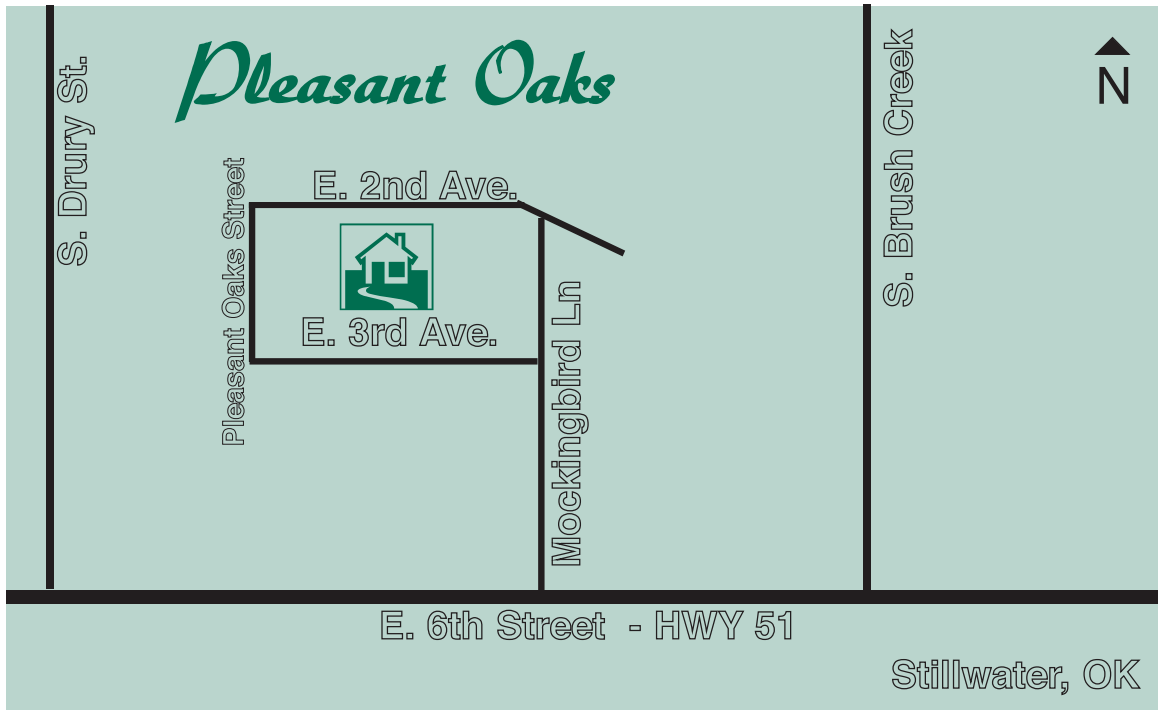 Pleasant Oaks
N
S. Drury St.
S. Brush Creek
Pleasant Oaks Street
E. 2nd Ave.
E. 3rd Ave.
Mockingbird Ln
E. 6th Street - HWY 51
Stillwater, OK